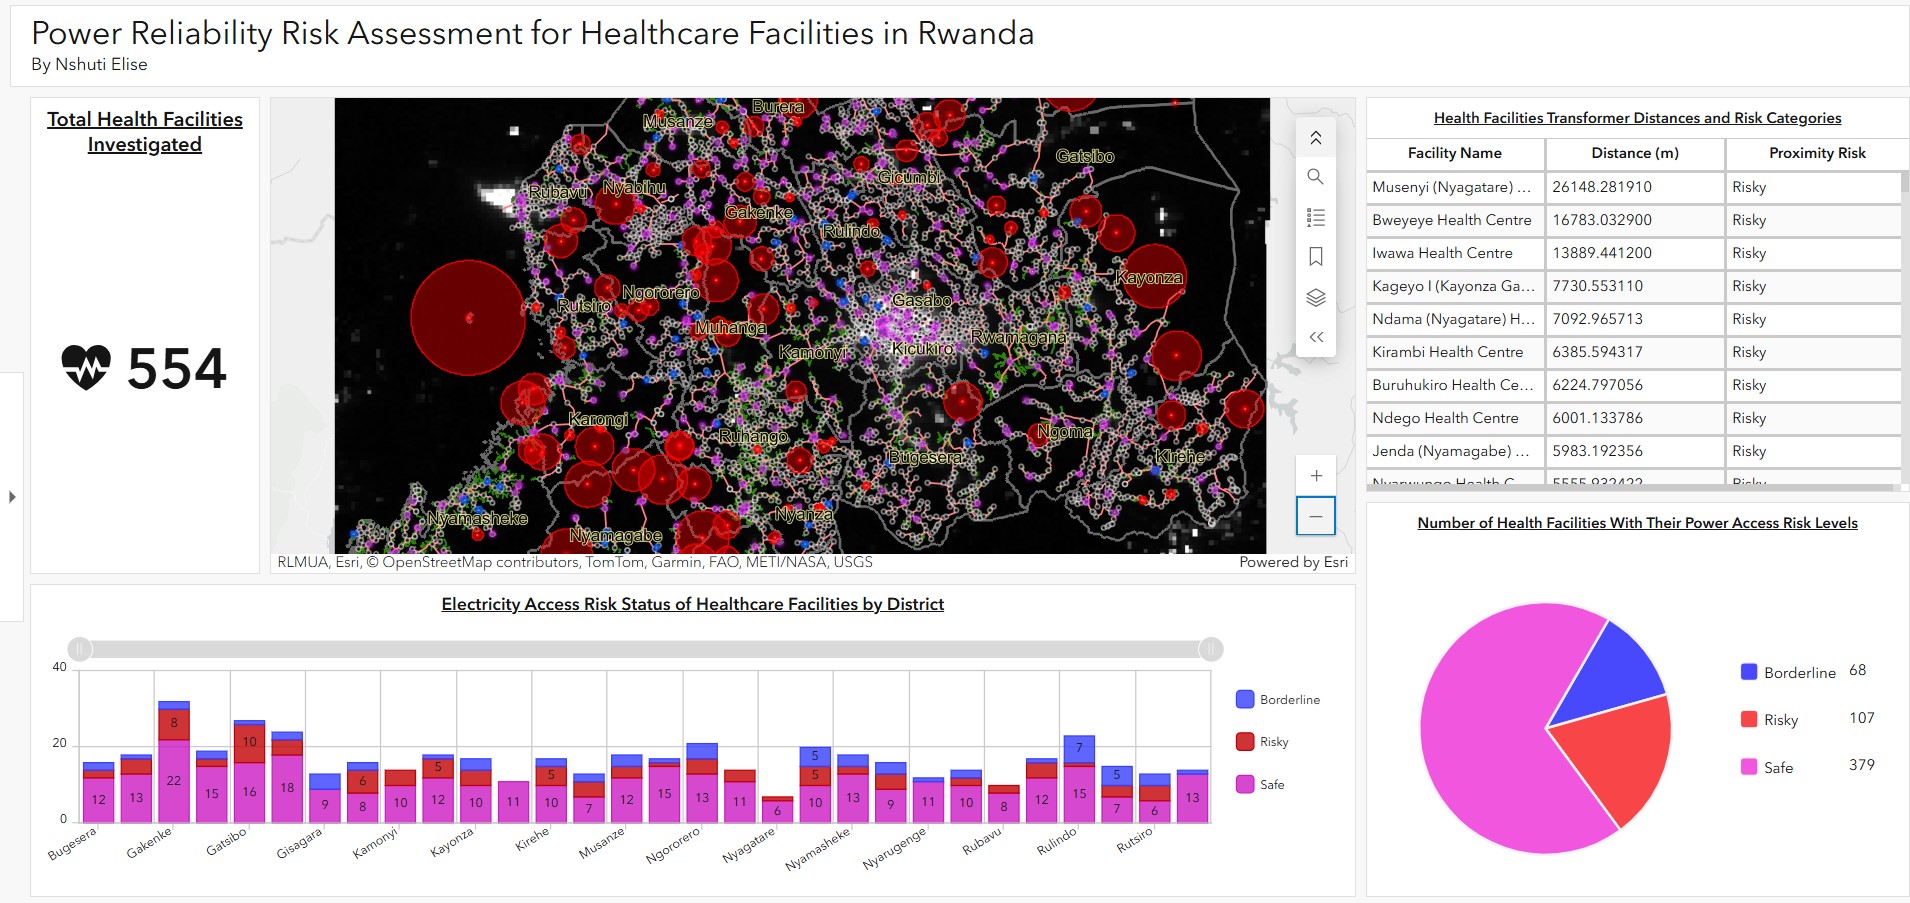 Power Reliability Risk Assessment for Healthcare Facilities in Rwanda
By Nshuti Elise
Total Health Facilities
Investigated
554
Burera
Musanze
Gatsibo
Gicumbi
Rubavu
Nyabihu
Gakenke
Rulindo
Kayonza
Ngororero
Rutsiro
Gasabo
Muhanga
Rwamagana
Kamonyi
Kicukiro
Karongi
Ruhango
Ngoma
Bugesera
Kirehe
Nyamasheke
Nyanza
Nyamagabe
RLMUA, Esri, © OpenStreetMap contributors, TomTom, Garmin, FAO, METI/NASA, USGS
Powered by Esri
Health Facilities Transformer Distances and Risk Categories
Facility Name Distance (m) Proximity Risk
Musenyi (Nyagatare) ... 26148.281910 Risky
Bweyeye Health Centre 16783.032900 Risky
Iwawa Health Centre 13889.441200 Risky
Kageyo I (Kayonza Ga... 7730.553110 Risky
Ndama (Nyagatare) H... 7092.965713 Risky
Kirambi Health Centre 6385.594317 Risky
Buruhukiro Health Ce... 6224.797056 Risky
Ndego Health Centre 6001.133786 Risky
Jenda (Nyamagabe) ... 5983.192356 Risky
Electricity Access Risk Status of Healthcare Facilities by District
40
20
0
8 10 6 5 5 5 5 7 5
12 13 22 15 16 18 9 8 10 12 10 11 10 7 12 15 13 11 6 10 13 9 11 10 8 12 15 7 6 13
Bugesera Gakenke Gatsibo Gisagara Kamonyi Kayonza Kirehe Musanze Ngororero Nyagatare Nyamasheke Nyarugenge Rubavu Rulindo Rutsiro
Borderline
Risky
Safe
Number of Health Facilities With Their Power Access Risk Levels
Borderline 68
Risky 107
Safe 379